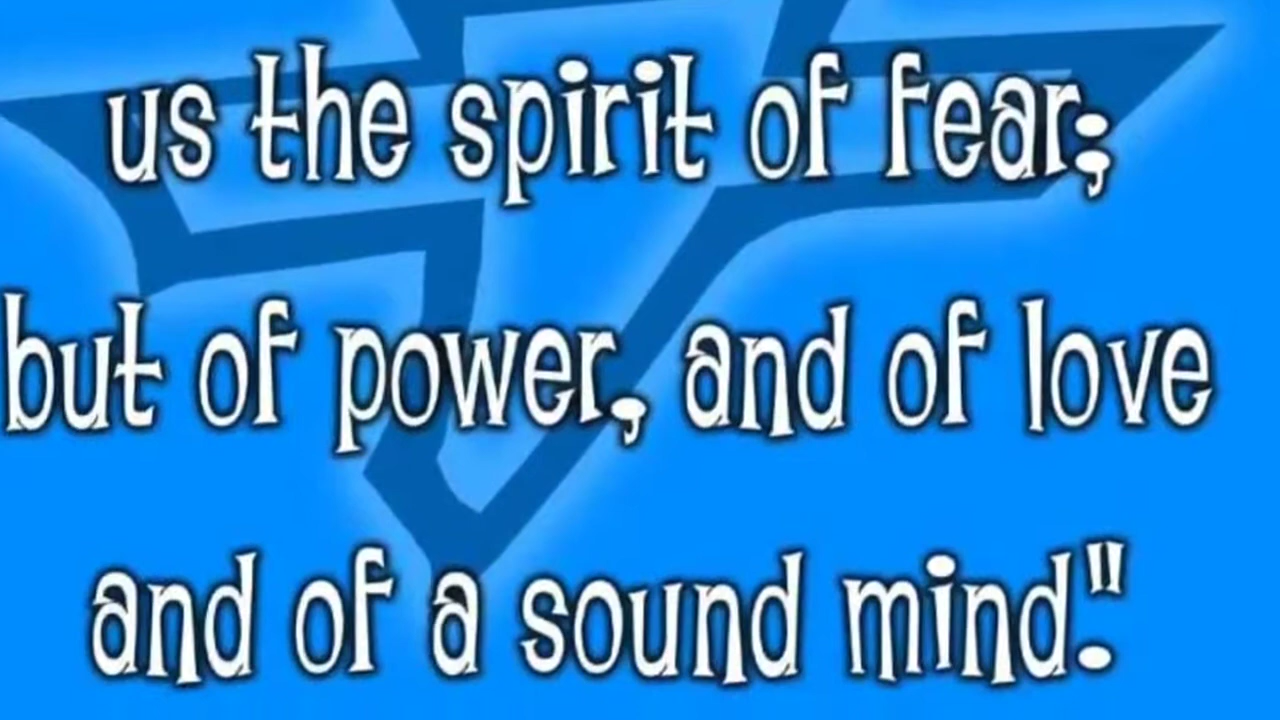 us the spirit of fear;
but of power, and of love
and of a sound mind."